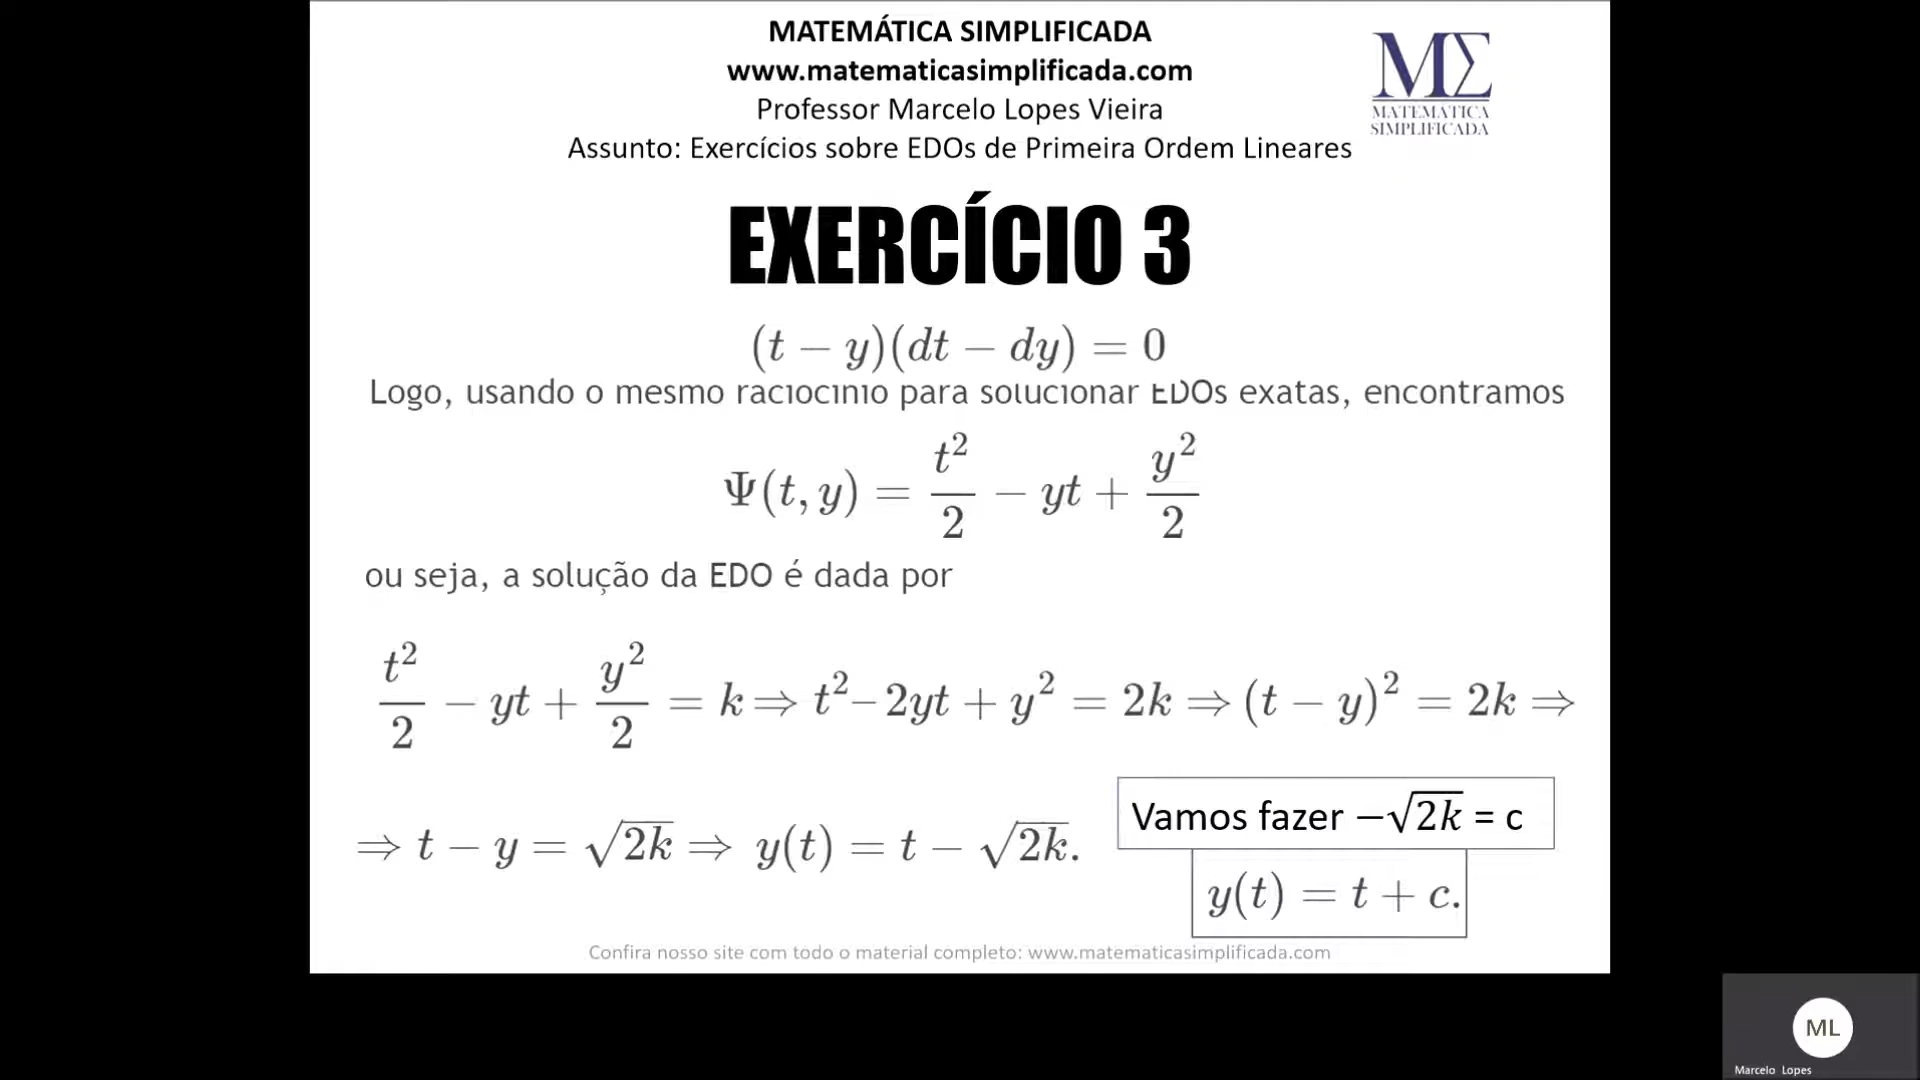 MATEMÁTICA SIMPLIFICADA
www.matematicasimplificada.com
Professor Marcelo Lopes Vieira
Assunto: Exercícios sobre EDOs de Primeira Ordem Lineares
MΣ
MATEMÁTICA
SIMPLIFICADA
EXERCÍCIO 3
(t − y)(dt − dy) = 0
Logo, usando o mesmo raciocínio para solucionar EDOs exatas, encontramos
Ψ(t, y) = t²/2 − yt + y²/2
ou seja, a solução da EDO é dada por
t²/2 − yt + y²/2 = k ⇒ t² − 2yt + y² = 2k ⇒ (t − y)² = 2k ⇒
⇒ t − y = √2k ⇒ y(t) = t − √2k.
Vamos fazer −√2k = c
y(t) = t + c.
Confira nosso site com todo o material completo: www.matematicasimplificada.com
ML
Marcelo Lopes